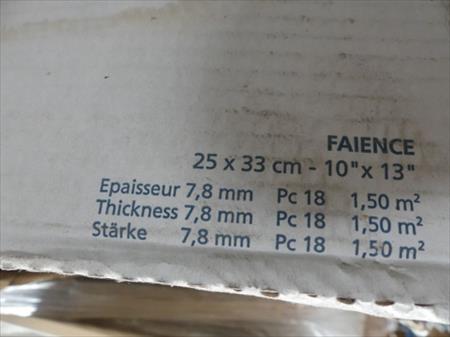 FAIENCE
25 x 33 cm - 10" x 13"
Epaisseur 7,8 mm Pc 18 1,50 m²
Thickness 7,8 mm Pc 18 1,50 m²
Stärke 7,8 mm Pc 18 1,50 m²